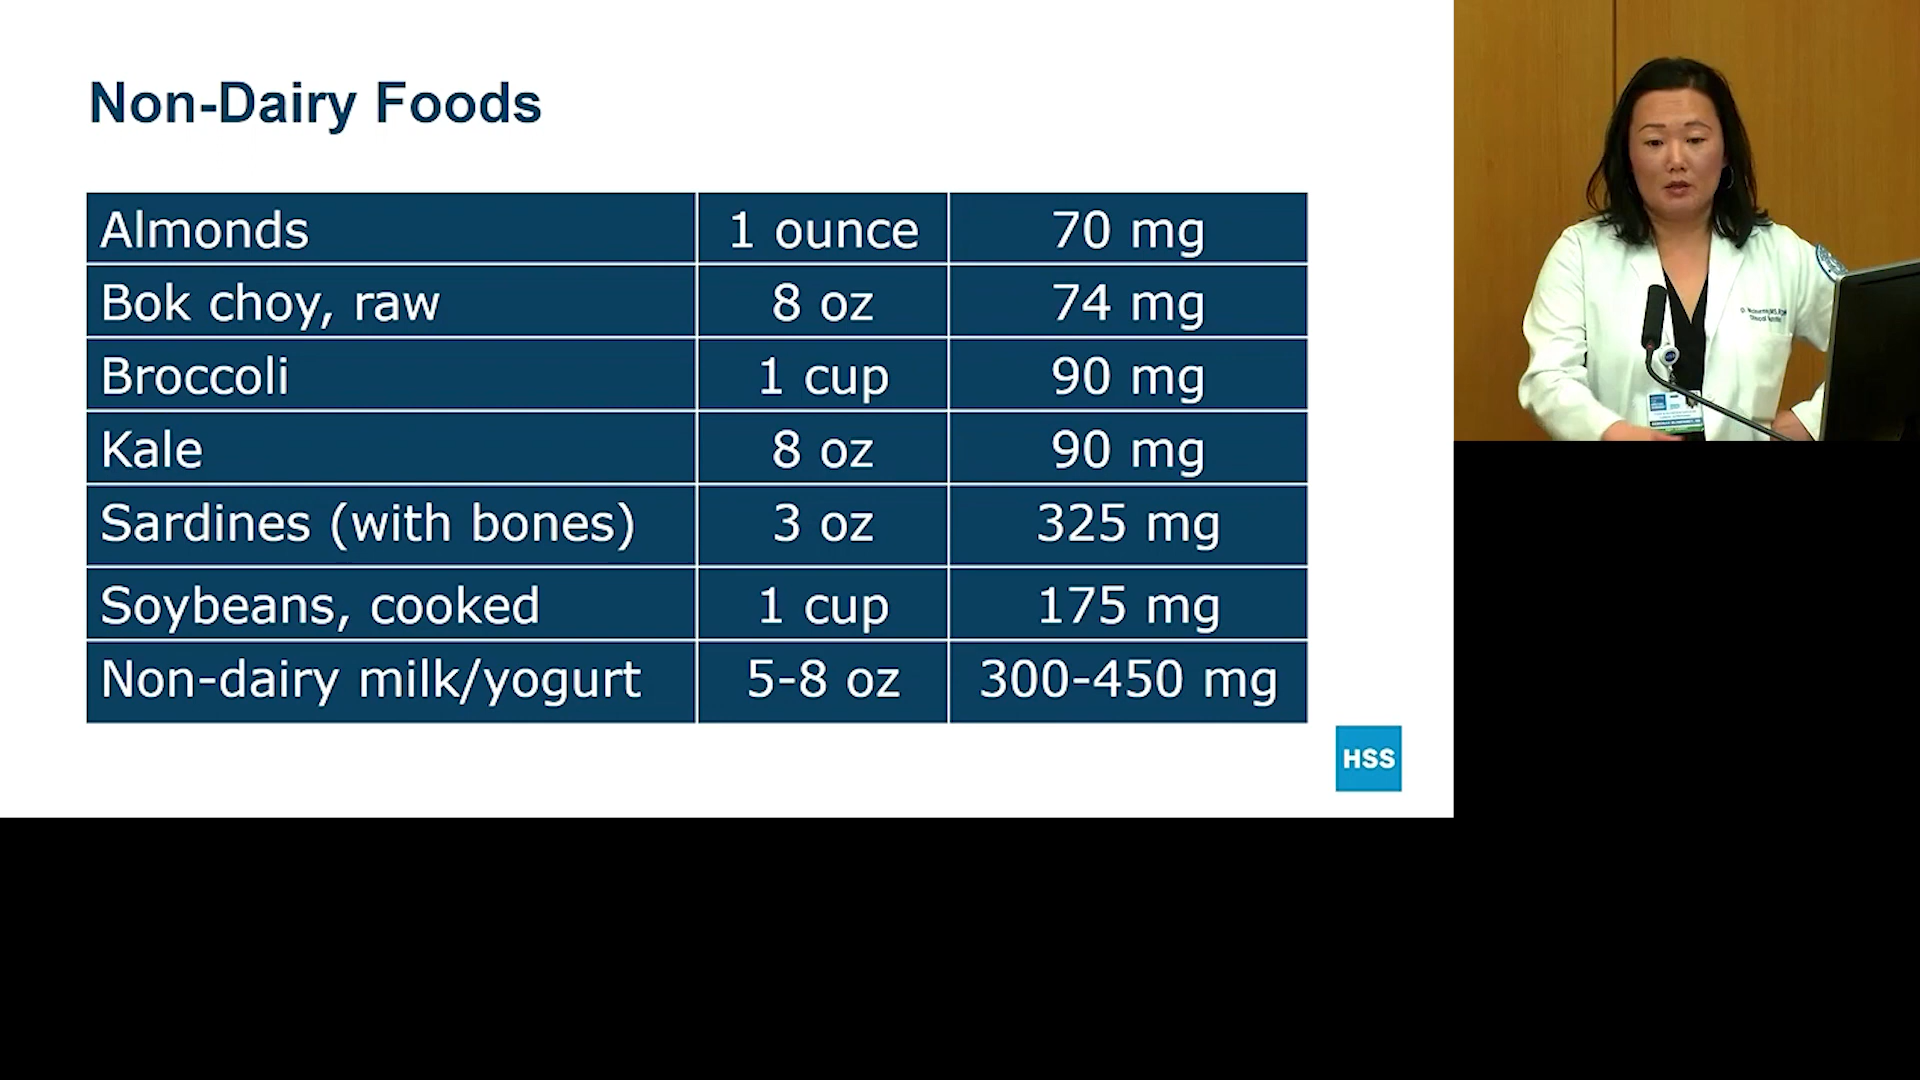 Non-Dairy Foods
Almonds 1 ounce 70 mg
Bok choy, raw 8 oz 74 mg
Broccoli 1 cup 90 mg
Kale 8 oz 90 mg
Sardines (with bones) 3 oz 325 mg
Soybeans, cooked 1 cup 175 mg
Non-dairy milk/yogurt 5-8 oz 300-450 mg
HSS